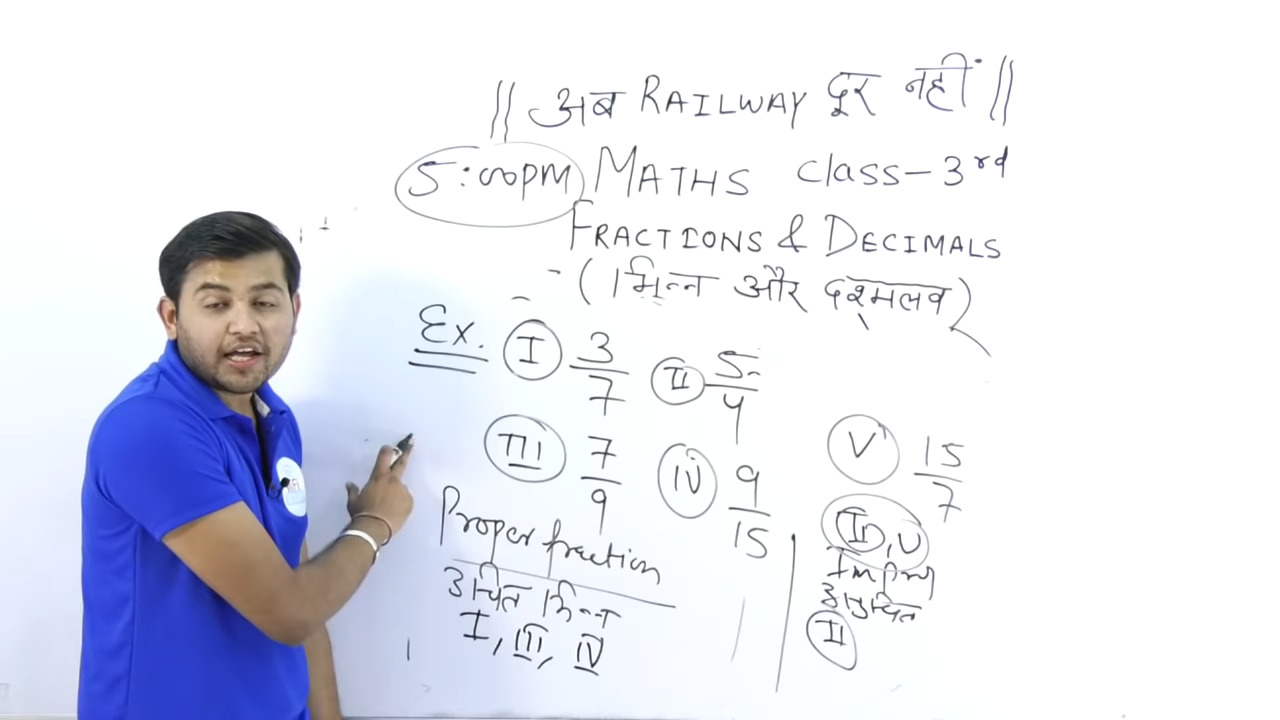 || अब RAILWAY दूर नहीं ||
5:00PM MATHS class-3rd
FRACTIONS & DECIMALS
(भिन्न और दशमलव)
Ex. I 3/7 II 5/4
III 7/9 IV 9/15 V 15/7
Proper fraction
उचित भिन्न
I, III, IV
II, V
अनुचित
II